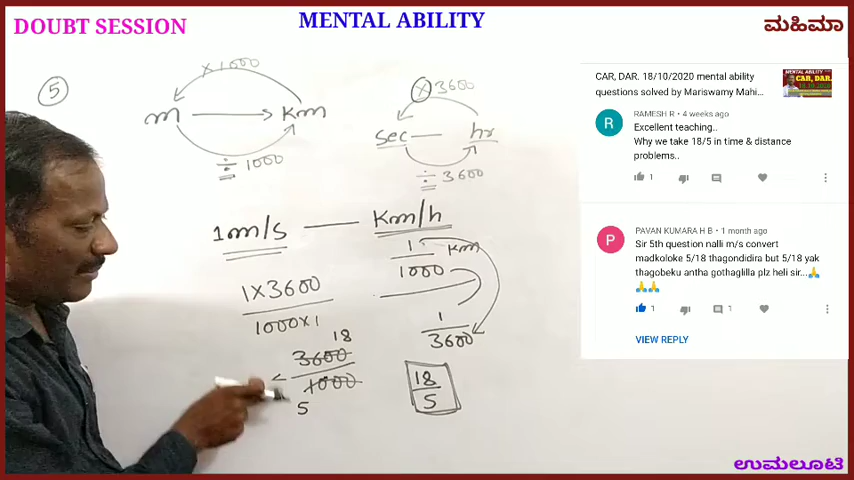 DOUBT SESSION
MENTAL ABILITY
ಮಹಿಮಾ
5
×1000
m
Km
÷ 1000
× 3600
sec
hr
÷ 3600
1m/s
Km/h
1 Km
1000
1×3600
1000×1
1
3600
18
3600
1000
5
18
5
CAR, DAR. 18/10/2020 mental ability
questions solved by Mariswamy Mahi...
MENTAL ABILITY
CAR, DAR.
18.10.2020
R
RAMESH R • 4 weeks ago
Excellent teaching..
Why we take 18/5 in time & distance
problems..
1
P
PAVAN KUMARA H B • 1 month ago
Sir 5th question nalli m/s convert
madkoloke 5/18 thagondidira but 5/18 yak
thagobeku antha gothaglilla plz heli sir...🙏
🙏🙏
1
1
VIEW REPLY
ಉಮಲೂಟಿ